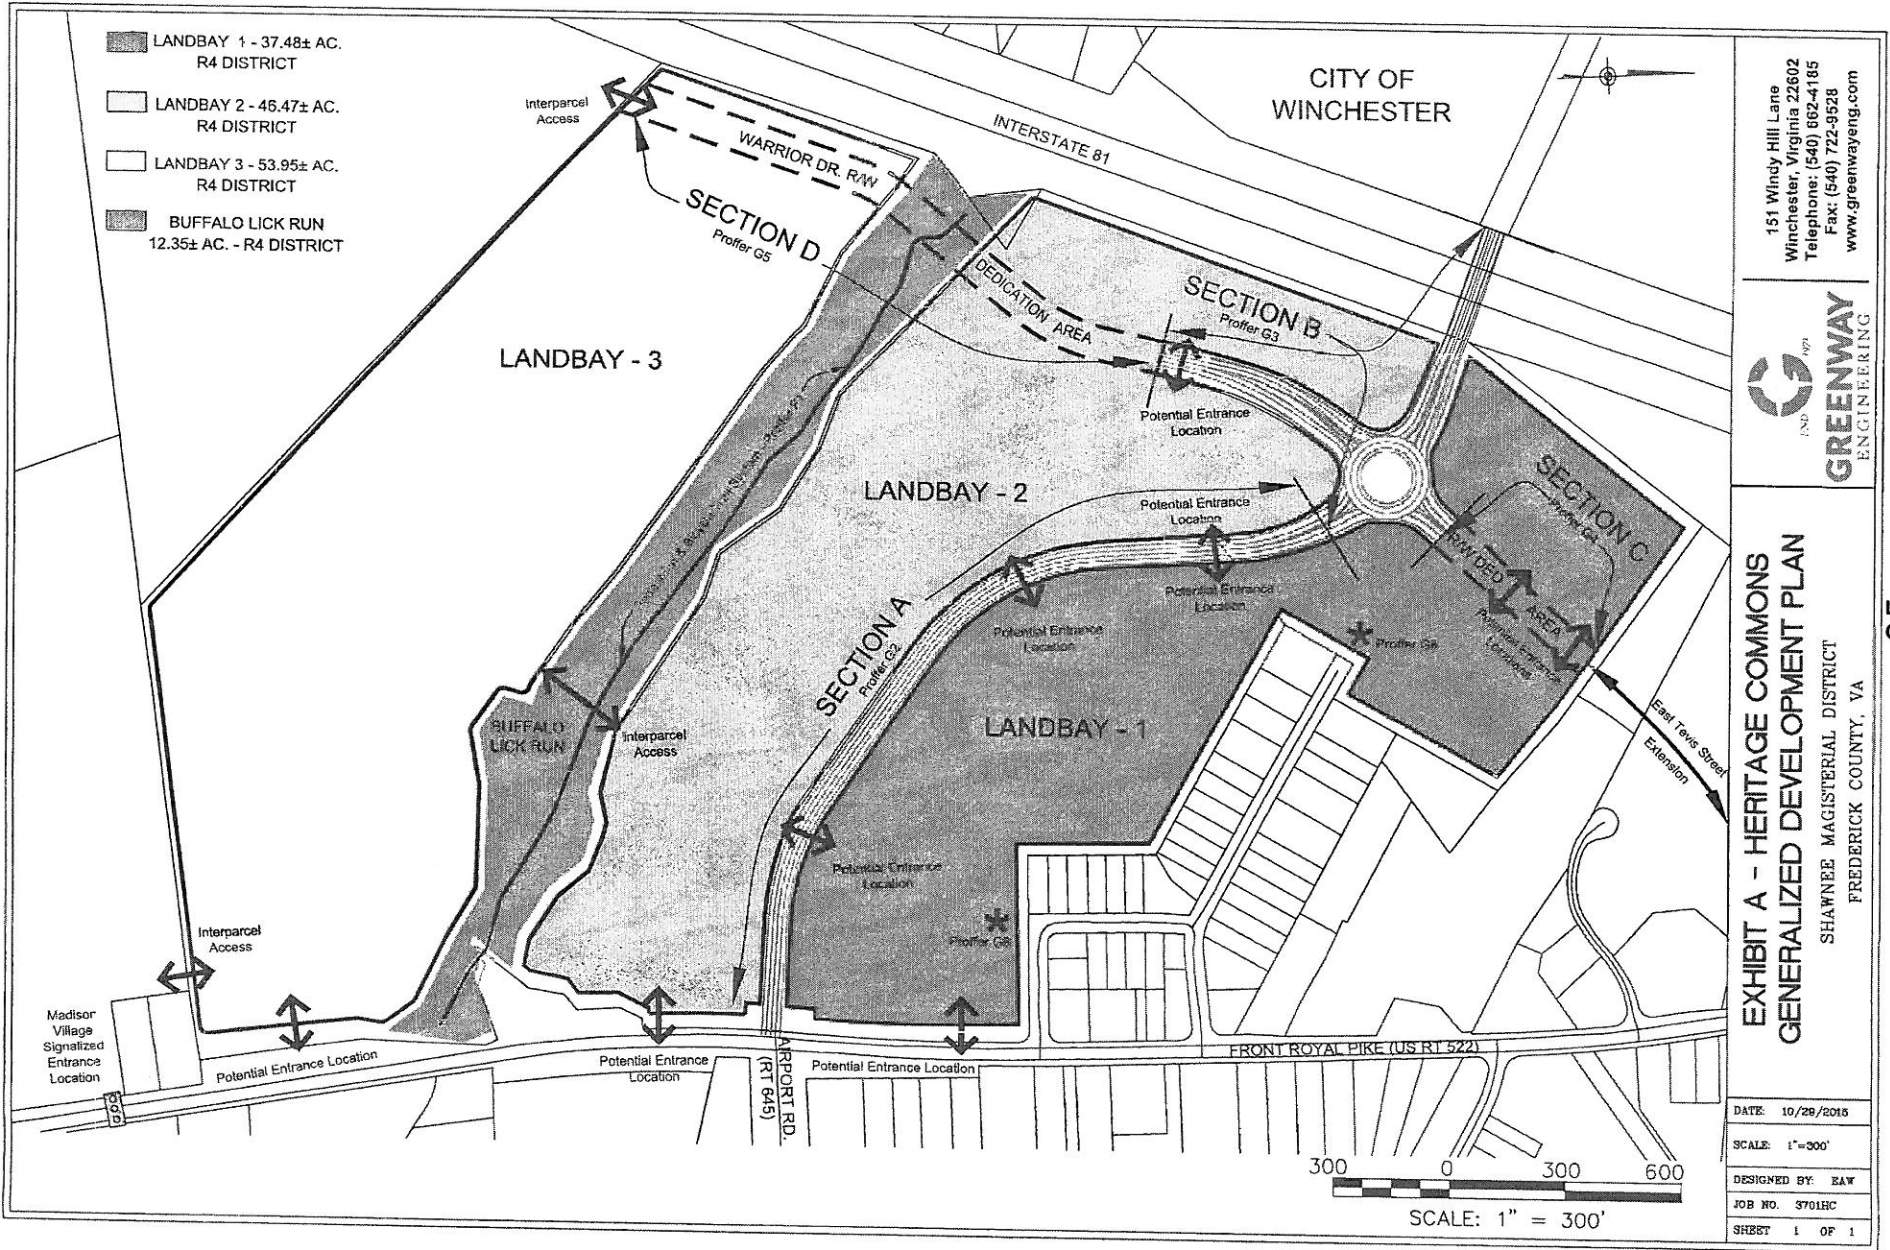 LANDBAY 1 - 37.48± AC.
R4 DISTRICT
LANDBAY 2 - 46.47± AC.
R4 DISTRICT
LANDBAY 3 - 53.95± AC.
R4 DISTRICT
BUFFALO LICK RUN
12.35± AC. - R4 DISTRICT
Interparcel
Access
WARRIOR DR. R/W
INTERSTATE 81
CITY OF
WINCHESTER
SECTION D
Proffer G5
DEDICATION AREA
SECTION B
Proffer G3
LANDBAY - 3
Potential Entrance
Location
LANDBAY - 2
Potential Entrance
Location
SECTION C
Proffer G4
R/W DED
AREA
Potential Entrance
Locations
Potential Entrance
Location
Potential Entrance
Location
Proffer G8
SECTION A
Proffer G2
LANDBAY - 1
BUFFALO
LICK RUN
Interparcel
Access
East Tevis Street
Extension
Potential Entrance
Location
Proffer G8
Interparcel
Access
Madison
Village
Signalized
Entrance
Location
Potential Entrance Location
Potential Entrance
Location
AIRPORT RD.
(RT 645)
Potential Entrance Location
FRONT ROYAL PIKE (US RT 522)
300 0 300 600
SCALE: 1" = 300'
151 Windy Hill Lane
Winchester, Virginia 22602
Telephone: (540) 662-4185
Fax: (540) 722-9528
www.greenwayeng.com
1971
GREENWAY
ENGINEERING
EXHIBIT A - HERITAGE COMMONS
GENERALIZED DEVELOPMENT PLAN
SHAWNEE MAGISTERIAL DISTRICT
FREDERICK COUNTY, VA
DATE: 10/29/2015
SCALE: 1"=300'
DESIGNED BY: EAW
JOB NO. 3701HC
SHEET 1 OF 1